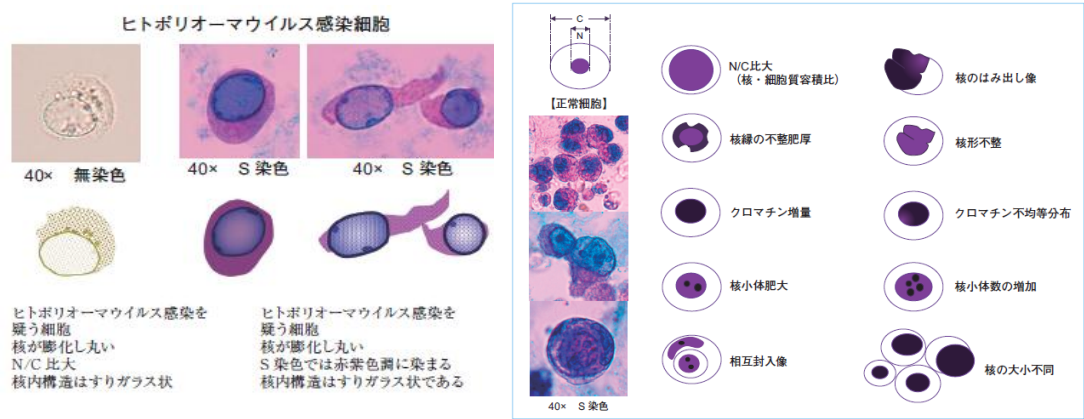 ヒトポリオーマウイルス感染細胞
40× 無染色
40× S 染色
40× S 染色
ヒトポリオーマウイルス感染を
疑う細胞
核が膨化し丸い
N/C 比大
核内構造はすりガラス状
ヒトポリオーマウイルス感染を
疑う細胞
核が膨化し丸い
S 染色では赤紫色調に染まる
核内構造はすりガラス状である
C
N
【正常細胞】
40× S 染色
N/C比大
(核・細胞質容積比)
核のはみ出し像
核縁の不整肥厚
核形不整
クロマチン増量
クロマチン不均等分布
核小体肥大
核小体数の増加
相互封入像
核の大小不同